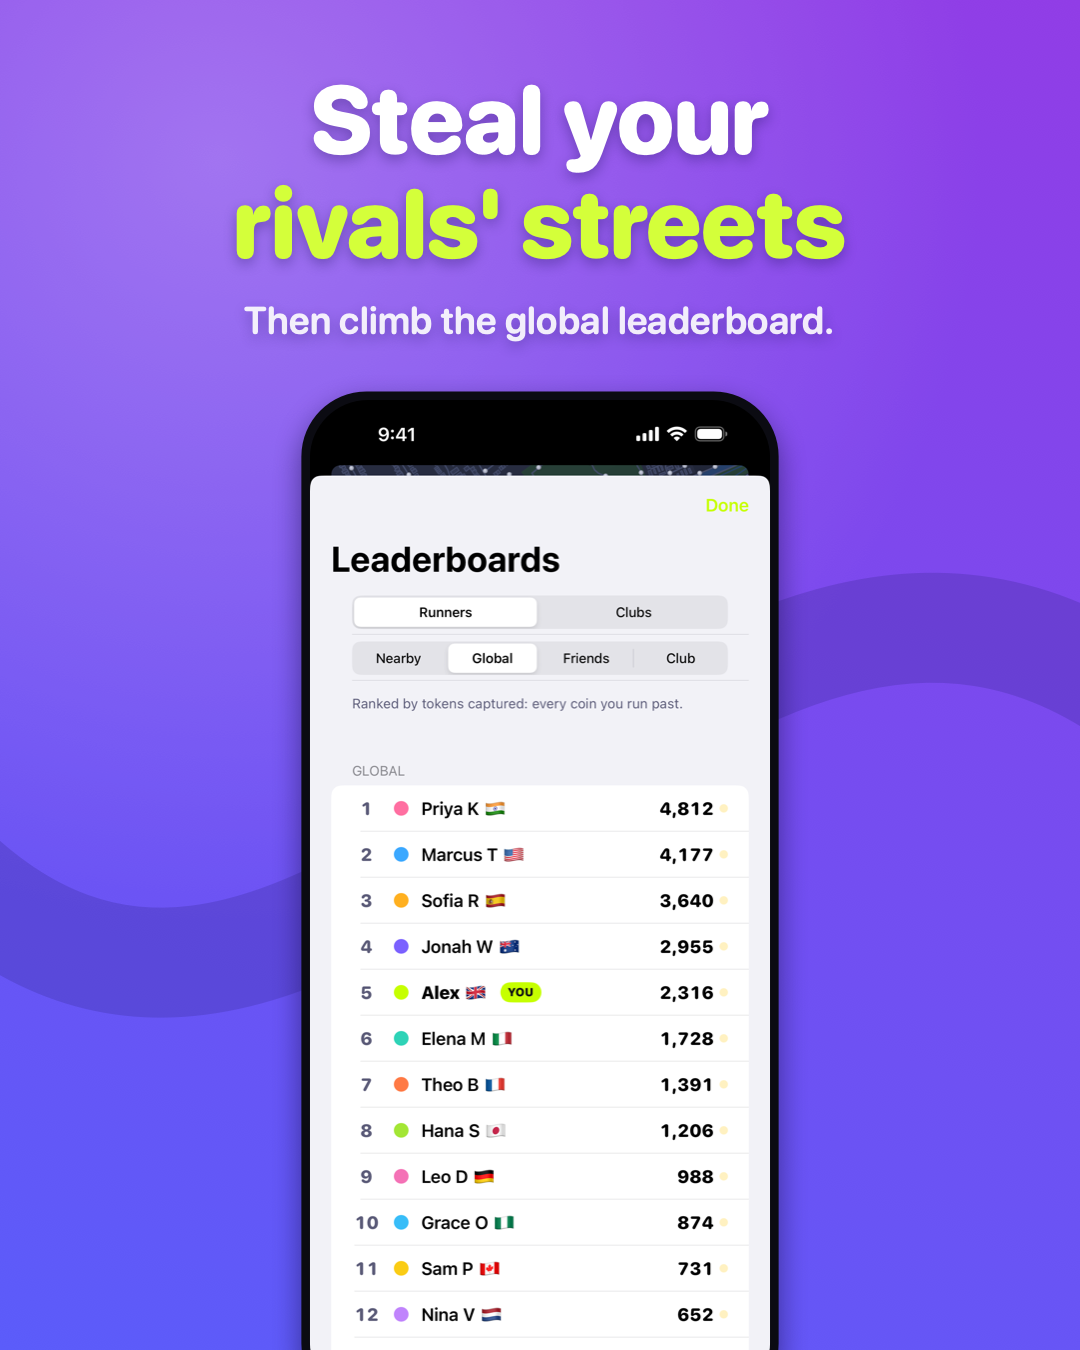 Steal your
rivals' streets
Then climb the global leaderboard.
9:41
Done
Leaderboards
Runners Clubs
Nearby Global Friends Club
Ranked by tokens captured: every coin you run past.
GLOBAL
1 Priya K 4,812
2 Marcus T 4,177
3 Sofia R 3,640
4 Jonah W 2,955
5 Alex YOU 2,316
6 Elena M 1,728
7 Theo B 1,391
8 Hana S 1,206
9 Leo D 988
10 Grace O 874
11 Sam P 731
12 Nina V 652